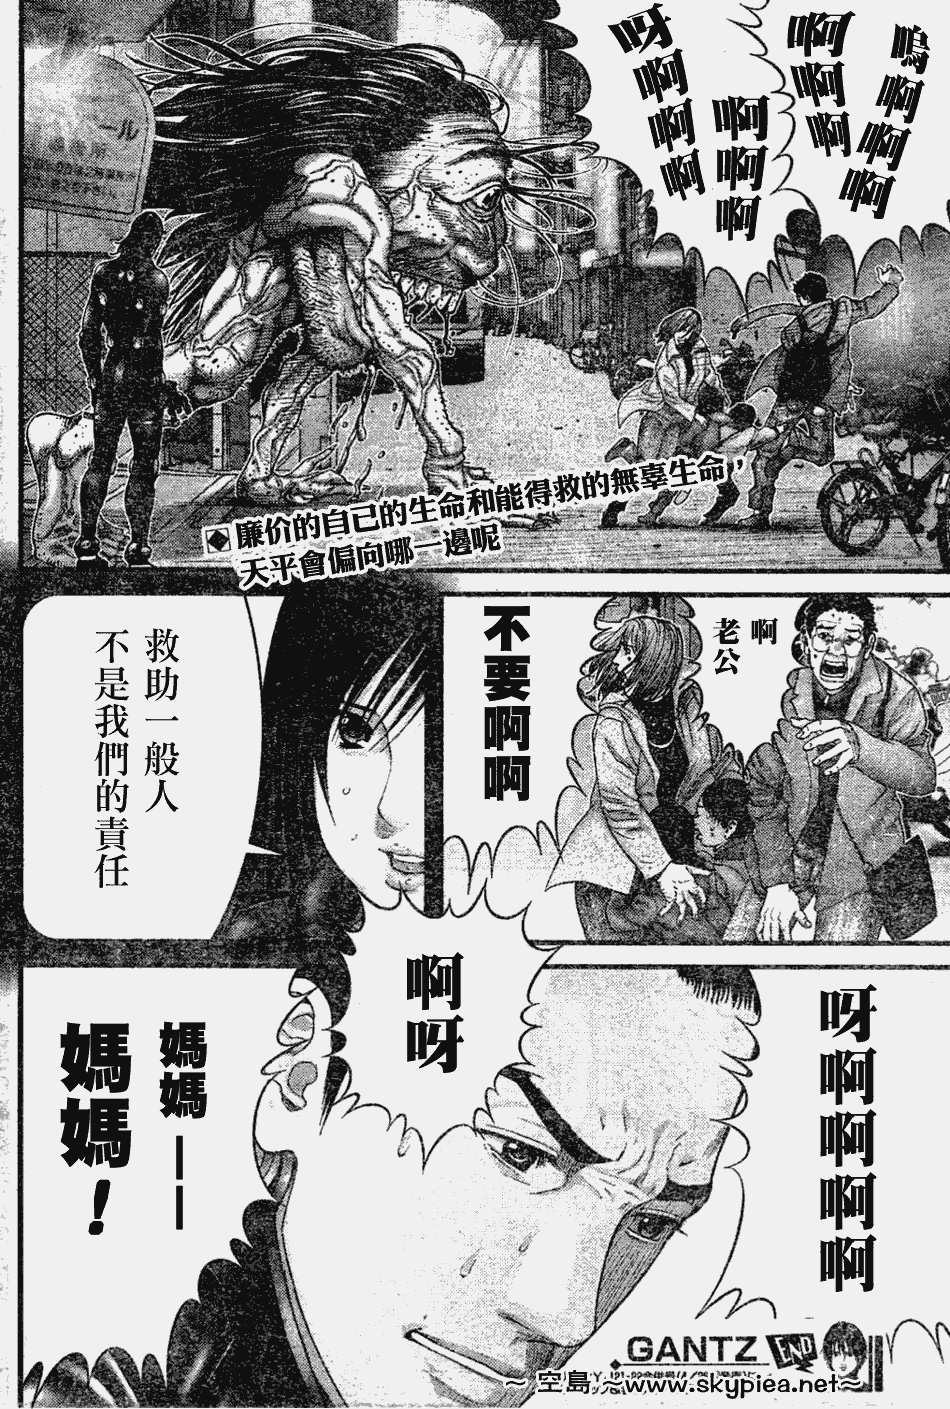 嗚啊啊啊
啊啊啊
啊啊啊
呀啊啊啊
ール
◆廉价的自己的生命和能得救的無辜生命，
天平會偏向哪一邊呢
啊
老公
不要啊啊
救助一般人
不是我們的責任
呀啊啊啊啊
啊呀
媽媽——
媽媽！
GANTZ END
～空島～www.skypiea.net～